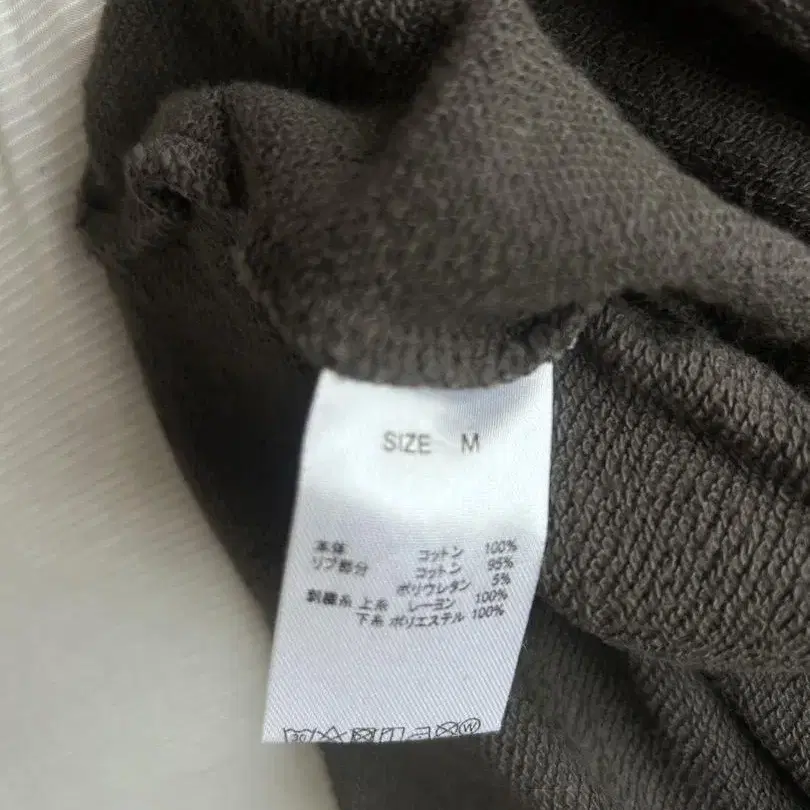 SIZE M
本体 コットン 100%
リブ部分 コットン 95%
ポリウレタン 5%
刺繍糸 上糸 レーヨン 100%
下糸 ポリエステル 100%